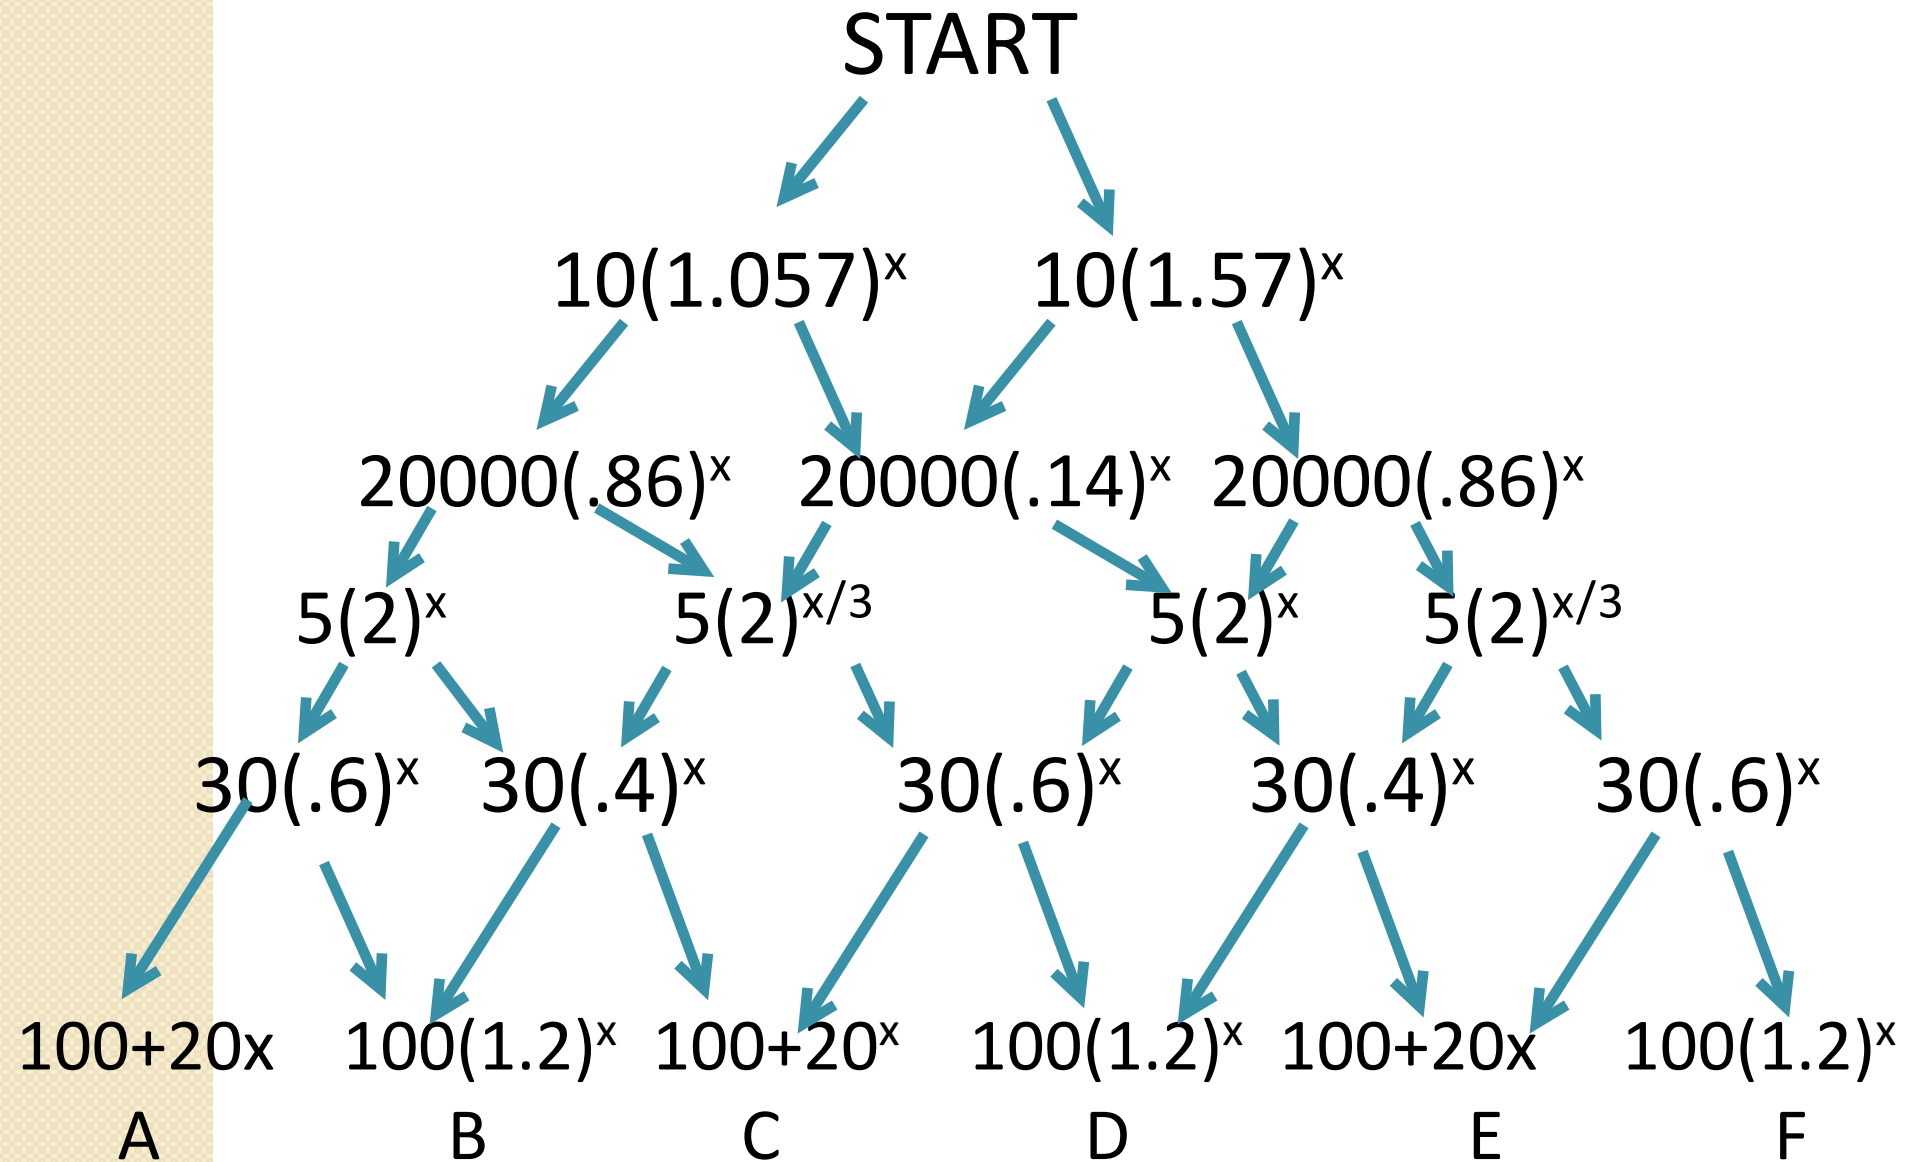 START
10(1.057)ˣ 10(1.57)ˣ
20000(.86)ˣ 20000(.14)ˣ 20000(.86)ˣ
5(2)ˣ 5(2)ˣ/³ 5(2)ˣ 5(2)ˣ/³
30(.6)ˣ 30(.4)ˣ 30(.6)ˣ 30(.4)ˣ 30(.6)ˣ
100+20x 100(1.2)ˣ 100+20ˣ 100(1.2)ˣ 100+20x 100(1.2)ˣ
A B C D E F